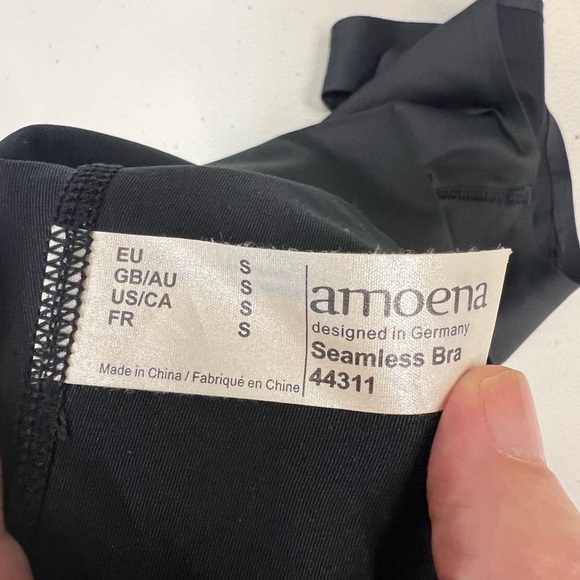 EU S
GB/AU S
US/CA S
FR S
Made in China / Fabriqué en Chine
amoena
designed in Germany
Seamless Bra
44311